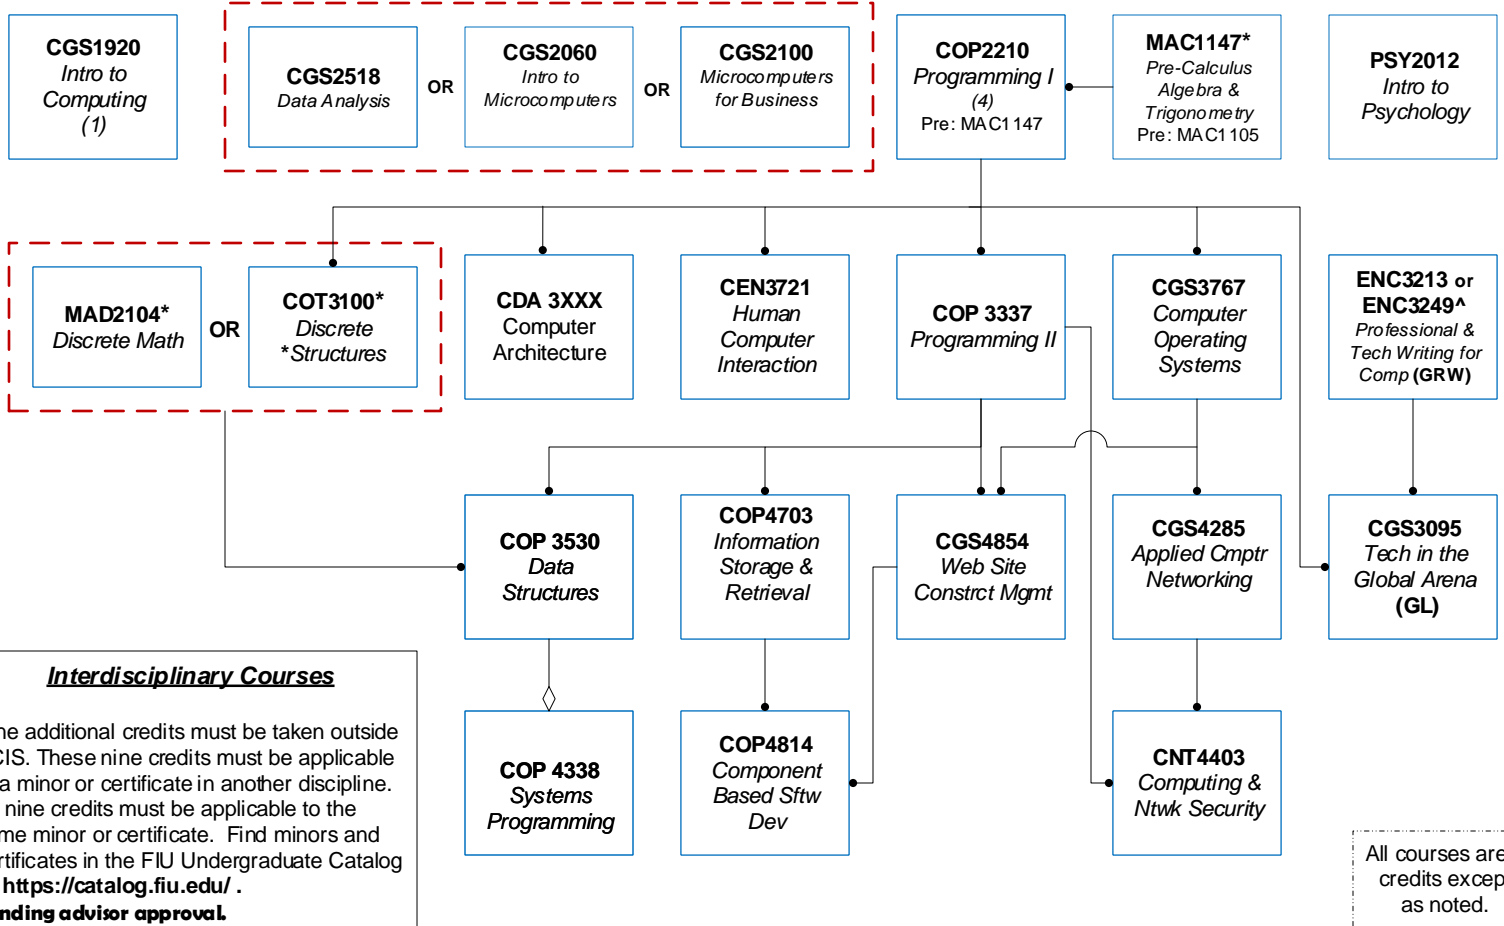 CGS1920
Intro to
Computing
(1)
CGS2518
Data Analysis
OR
CGS2060
Intro to
Microcomputers
OR
CGS2100
Microcomputers
for Business
COP2210
Programming I
(4)
Pre: MAC1147
MAC1147*
Pre-Calculus
Algebra &
Trigonometry
Pre: MAC1105
PSY2012
Intro to
Psychology
MAD2104*
Discrete Math
OR
COT3100*
Discrete
*Structures
CDA 3XXX
Computer
Architecture
CEN3721
Human
Computer
Interaction
COP 3337
Programming II
CGS3767
Computer
Operating
Systems
ENC3213 or
ENC3249^
Professional &
Tech Writing for
Comp (GRW)
COP 3530
Data
Structures
COP4703
Information
Storage &
Retrieval
CGS4854
Web Site
Constrct Mgmt
CGS4285
Applied Cmptr
Networking
CGS3095
Tech in the
Global Arena
(GL)
COP 4338
Systems
Programming
COP4814
Component
Based Sftw
Dev
CNT4403
Computing &
Ntwk Security
Interdisciplinary Courses
additional credits must be taken outside
CIS. These nine credits must be applicable
a minor or certificate in another discipline.
nine credits must be applicable to the
minor or certificate. Find minors and
in the FIU Undergraduate Catalog
https://catalog.fiu.edu/ .
advisor approval.
All courses are
credits
as noted.